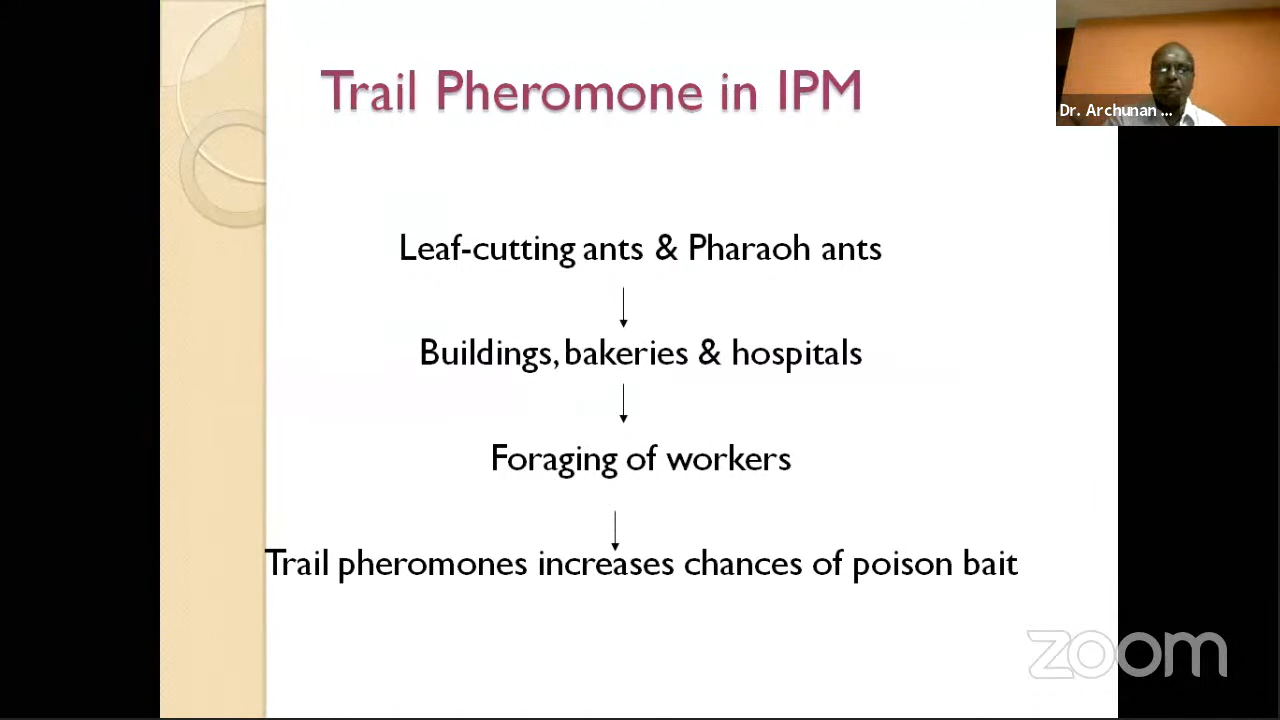 Trail Pheromone in IPM
Dr. Archunan ...
Leaf-cutting ants & Pharaoh ants
Buildings, bakeries & hospitals
Foraging of workers
Trail pheromones increases chances of poison bait
zoom